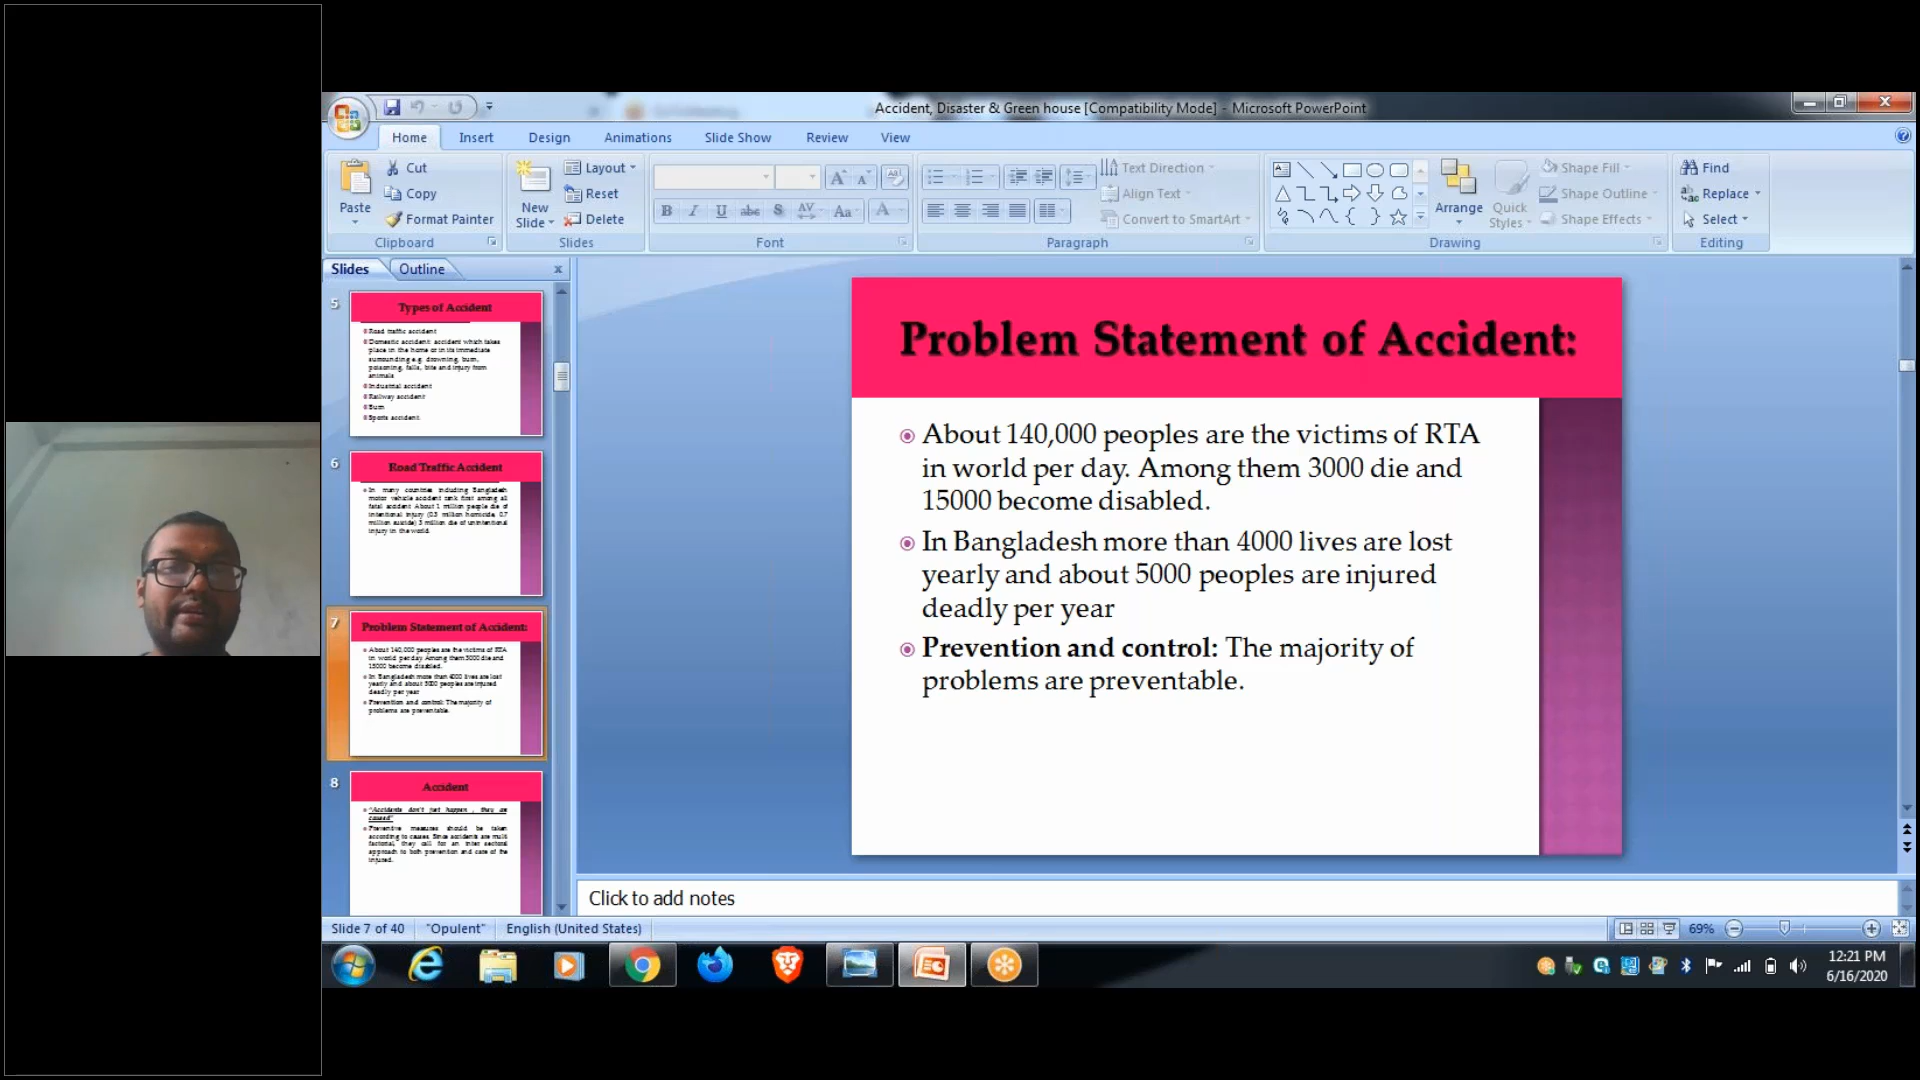 Accident, Disaster & Green house [Compatibility Mode] - Microsoft PowerPoint
Home Insert Design Animations Slide Show Review View
Paste
Cut
Copy
Format Painter
Clipboard
New
Slide
Layout
Reset
Delete
Slides
Font
Text Direction
Align Text
Convert to SmartArt
Paragraph
Arrange
Quick
Styles
Shape Fill
Shape Outline
Shape Effects
Drawing
Find
Replace
Select
Editing
Slides Outline
5
Types of Accident
Road traffic accident
Domestic accident: accident which takes
place in the home or in its immediate
surrounding e.g. drowning, burn,
poisoning, falls, bite and injury from
animals
Industrial accident
Railway accident
Burn
Sports accident
6
Road Traffic Accident
In many countries including Bangladesh
motor vehicle accident rank first among all
fatal accident. About 1 million people die of
intentional injury (0.3 million homicide, 0.7
million suicide) 3 million die of unintentional
injury in the world.
7
Problem Statement of Accident:
About 140,000 peoples are the victims of RTA
in world per day. Among them 3000 die and
15000 become disabled.
In Bangladesh more than 4000 lives are lost
yearly and about 5000 peoples are injured
deadly per year
Prevention and control: The majority of
problems are preventable.
8
Accident
"Accidents don't just happen , they are
caused"
Preventive measures should be taken
according to causes. Since accidents are multi
factorial, they call for an inter sectoral
approach to both prevention and care of the
injured.
Problem Statement of Accident:
About 140,000 peoples are the victims of RTA
in world per day. Among them 3000 die and
15000 become disabled.
In Bangladesh more than 4000 lives are lost
yearly and about 5000 peoples are injured
deadly per year
Prevention and control: The majority of
problems are preventable.
Click to add notes
Slide 7 of 40 "Opulent" English (United States) 69%
12:21 PM
6/16/2020